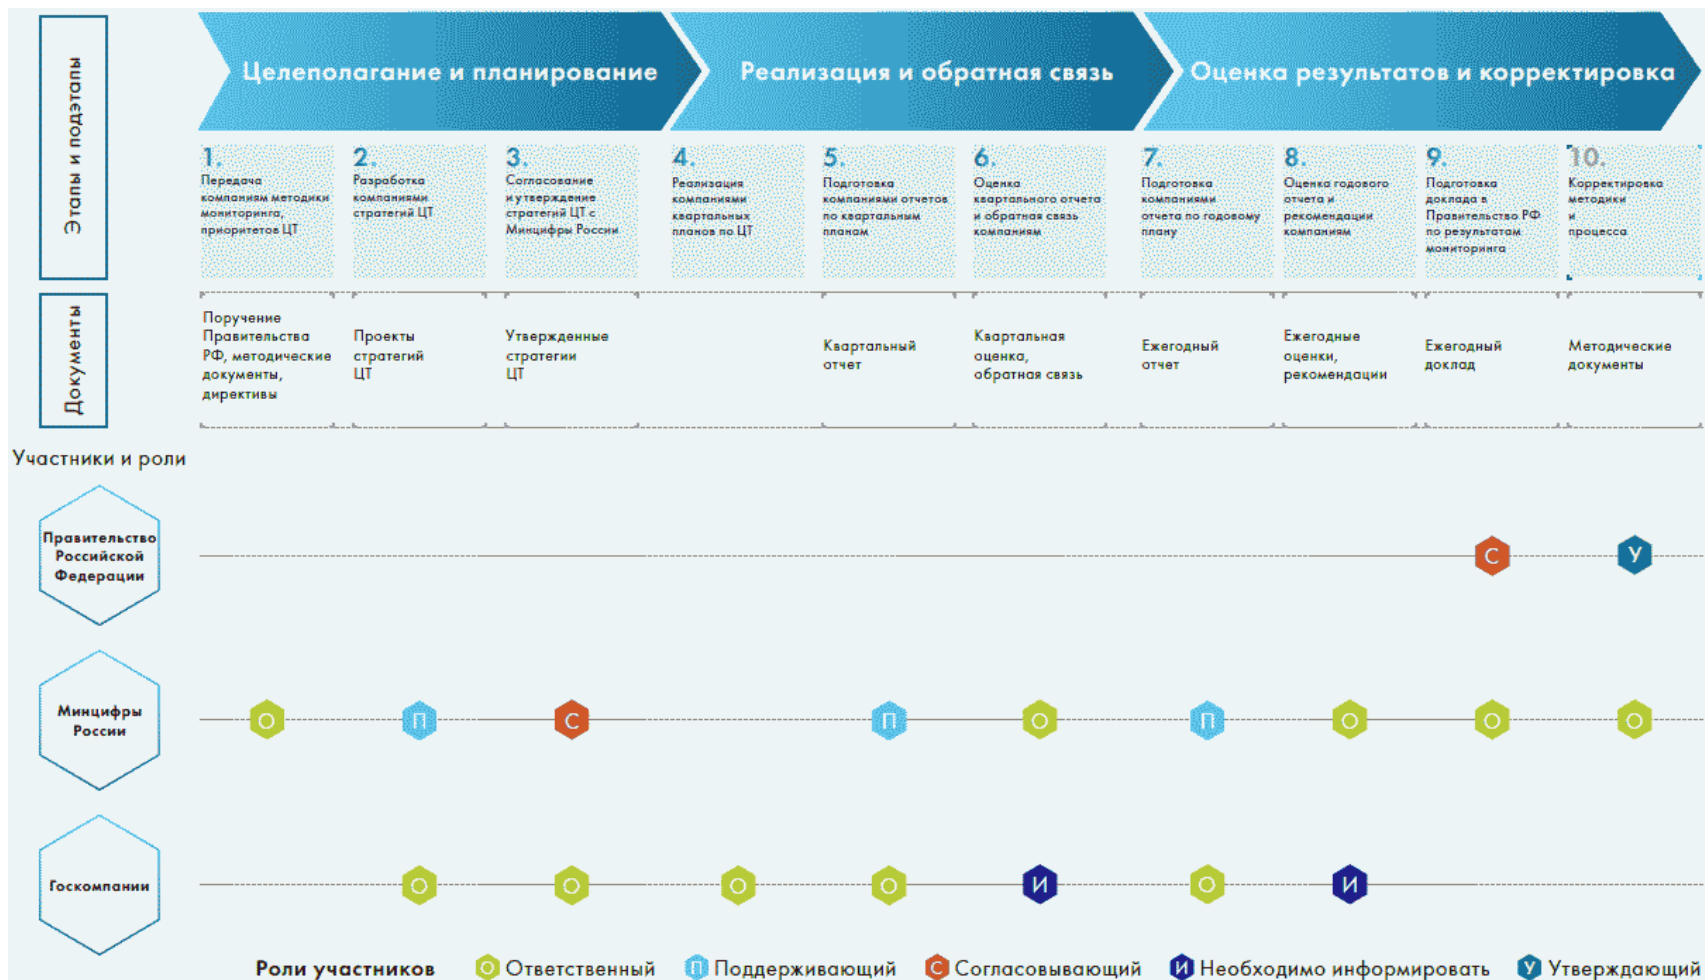 Этапы и подэтапы
Целеполагание и планирование
Реализация и обратная связь
Оценка результатов и корректировка
1.
Передача
компаниям методики
мониторинга,
приоритетов ЦТ
2.
Разработка
компаниями
стратегий ЦТ
3.
Согласование
и утверждение
стратегий ЦТ с
Минцифры России
4.
Реализация
компаниями
квартальных
планов по ЦТ
5.
Подготовка
компаниями отчетов
по квартальным
планам
6.
Оценка
квартального отчета
и обратная связь
компаниям
7.
Подготовка
компаниями
отчета по годовому
плану
8.
Оценка годового
отчета и
рекомендации
компаниям
9.
Подготовка
доклада в
Правительство РФ
по результатам
мониторинга
10.
Корректировка
методики
и
процесса
Документы
Поручение
Правительства
РФ, методические
документы,
директивы
Проекты
стратегий
ЦТ
Утвержденные
стратегии
ЦТ
Квартальный
отчет
Квартальная
оценка,
обратная связь
Ежегодный
отчет
Ежегодные
оценки,
рекомендации
Ежегодный
доклад
Методические
документы
Участники и роли
Правительство
Российской
Федерации
С У
Минцифры
России
О П С П О П О О О
Госкомпании
О О О О И О И
Роли участников О Ответственный П Поддерживающий С Согласовывающий И Необходимо информировать У Утверждающий